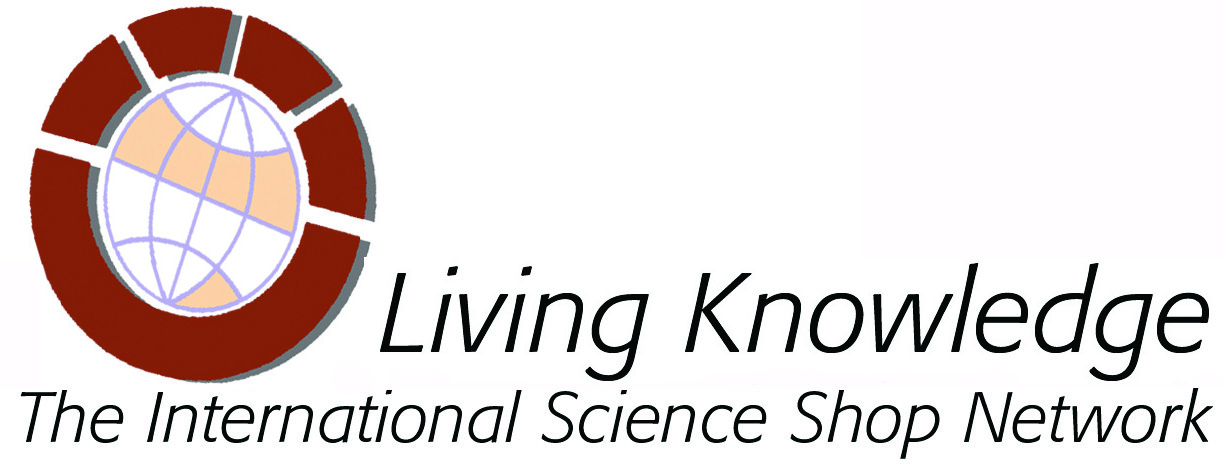 Living Knowledge
The International Science Shop Network